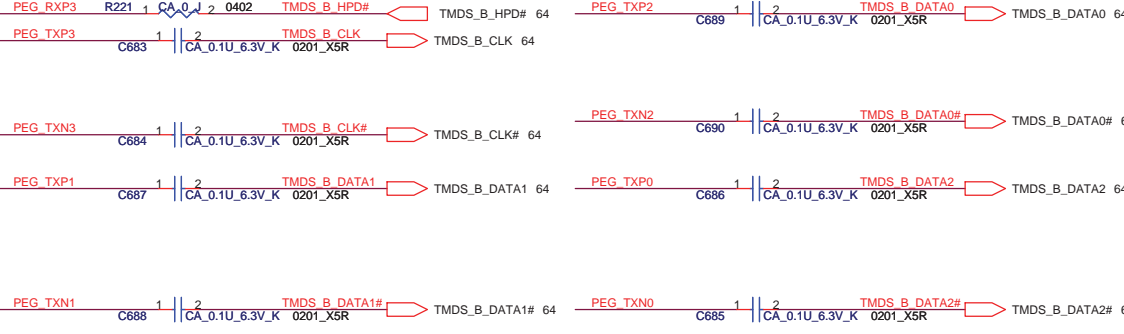 PEG_RXP3 R221 1 CA_0_J 2 0402 TMDS_B_HPD# TMDS_B_HPD# 64
PEG_TXP3 1 2 TMDS_B_CLK TMDS_B_CLK 64
C683 CA_0.1U_6.3V_K 0201_X5R
PEG_TXN3 1 2 TMDS_B_CLK# TMDS_B_CLK# 64
C684 CA_0.1U_6.3V_K 0201_X5R
PEG_TXP1 1 2 TMDS_B_DATA1 TMDS_B_DATA1 64
C687 CA_0.1U_6.3V_K 0201_X5R
PEG_TXN1 1 2 TMDS_B_DATA1# TMDS_B_DATA1# 64
C688 CA_0.1U_6.3V_K 0201_X5R
PEG_TXP2 1 2 TMDS_B_DATA0 TMDS_B_DATA0 64
C689 CA_0.1U_6.3V_K 0201_X5R
PEG_TXN2 1 2 TMDS_B_DATA0# TMDS_B_DATA0# 6
C690 CA_0.1U_6.3V_K 0201_X5R
PEG_TXP0 1 2 TMDS_B_DATA2 TMDS_B_DATA2 64
C686 CA_0.1U_6.3V_K 0201_X5R
PEG_TXN0 1 2 TMDS_B_DATA2# TMDS_B_DATA2# 6
C685 CA_0.1U_6.3V_K 0201_X5R